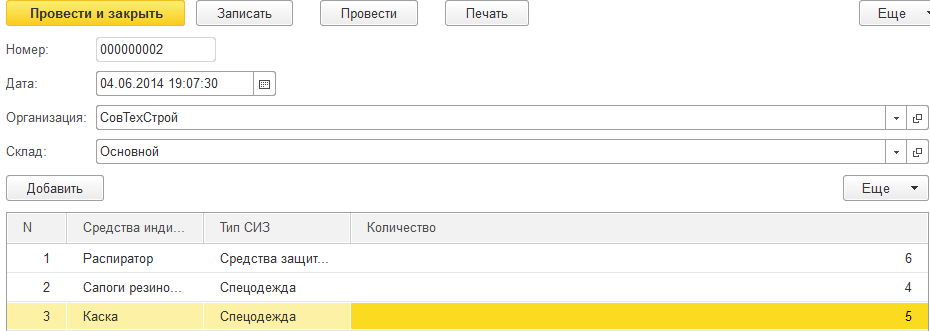 Провести и закрыть Записать Провести Печать Еще
Номер: 000000002
Дата: 04.06.2014 19:07:30
Организация: СовТехСтрой
Склад: Основной
Добавить Еще
N Средства инди... Тип СИЗ Количество
1 Распиратор Средства защит... 6
2 Сапоги резино... Спецодежда 4
3 Каска Спецодежда 5